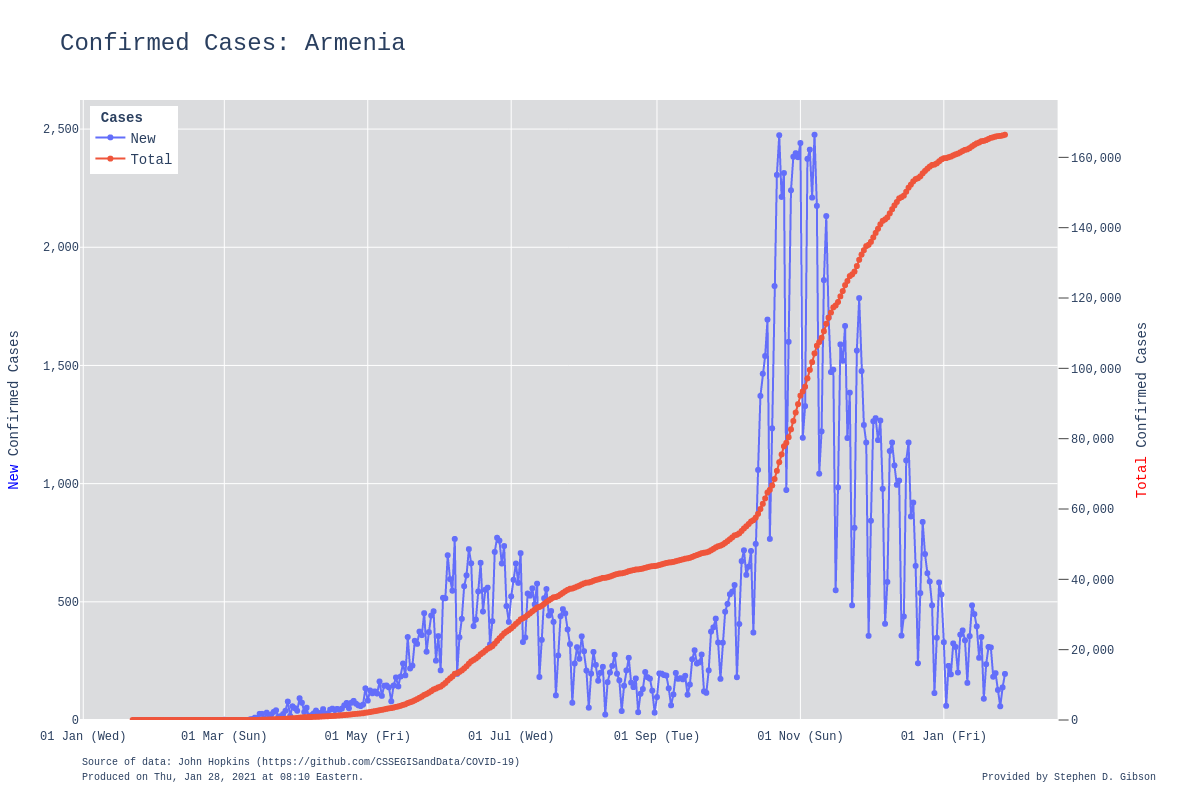 Confirmed Cases: Armenia
Cases
New
Total
2,500
2,000
1,500
1,000
500
0
160,000
140,000
120,000
100,000
80,000
60,000
40,000
20,000
0
New Confirmed Cases
Total Confirmed Cases
01 Jan (Wed) 01 Mar (Sun) 01 May (Fri) 01 Jul (Wed) 01 Sep (Tue) 01 Nov (Sun) 01 Jan (Fri)
Source of data: John Hopkins (https://github.com/CSSEGISandData/COVID-19)
Produced on Thu, Jan 28, 2021 at 08:10 Eastern.
Provided by Stephen D. Gibson